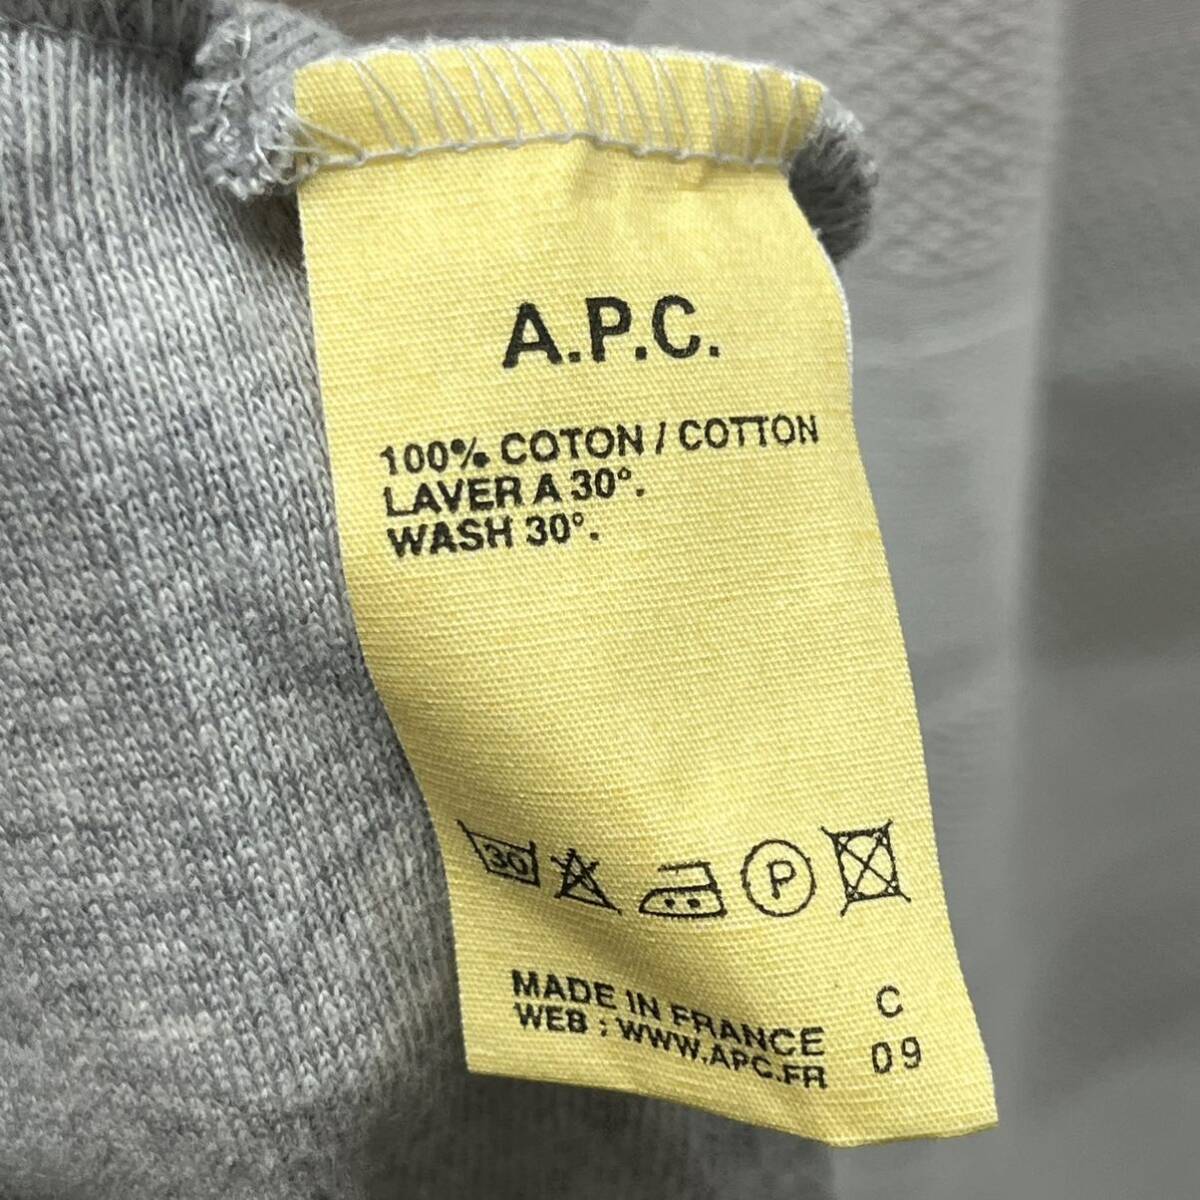 A.P.C.
100% COTON / COTTON
LAVER A 30°.
WASH 30°.
30
P
MADE IN FRANCE
WEB : WWW.APC.FR
C
09